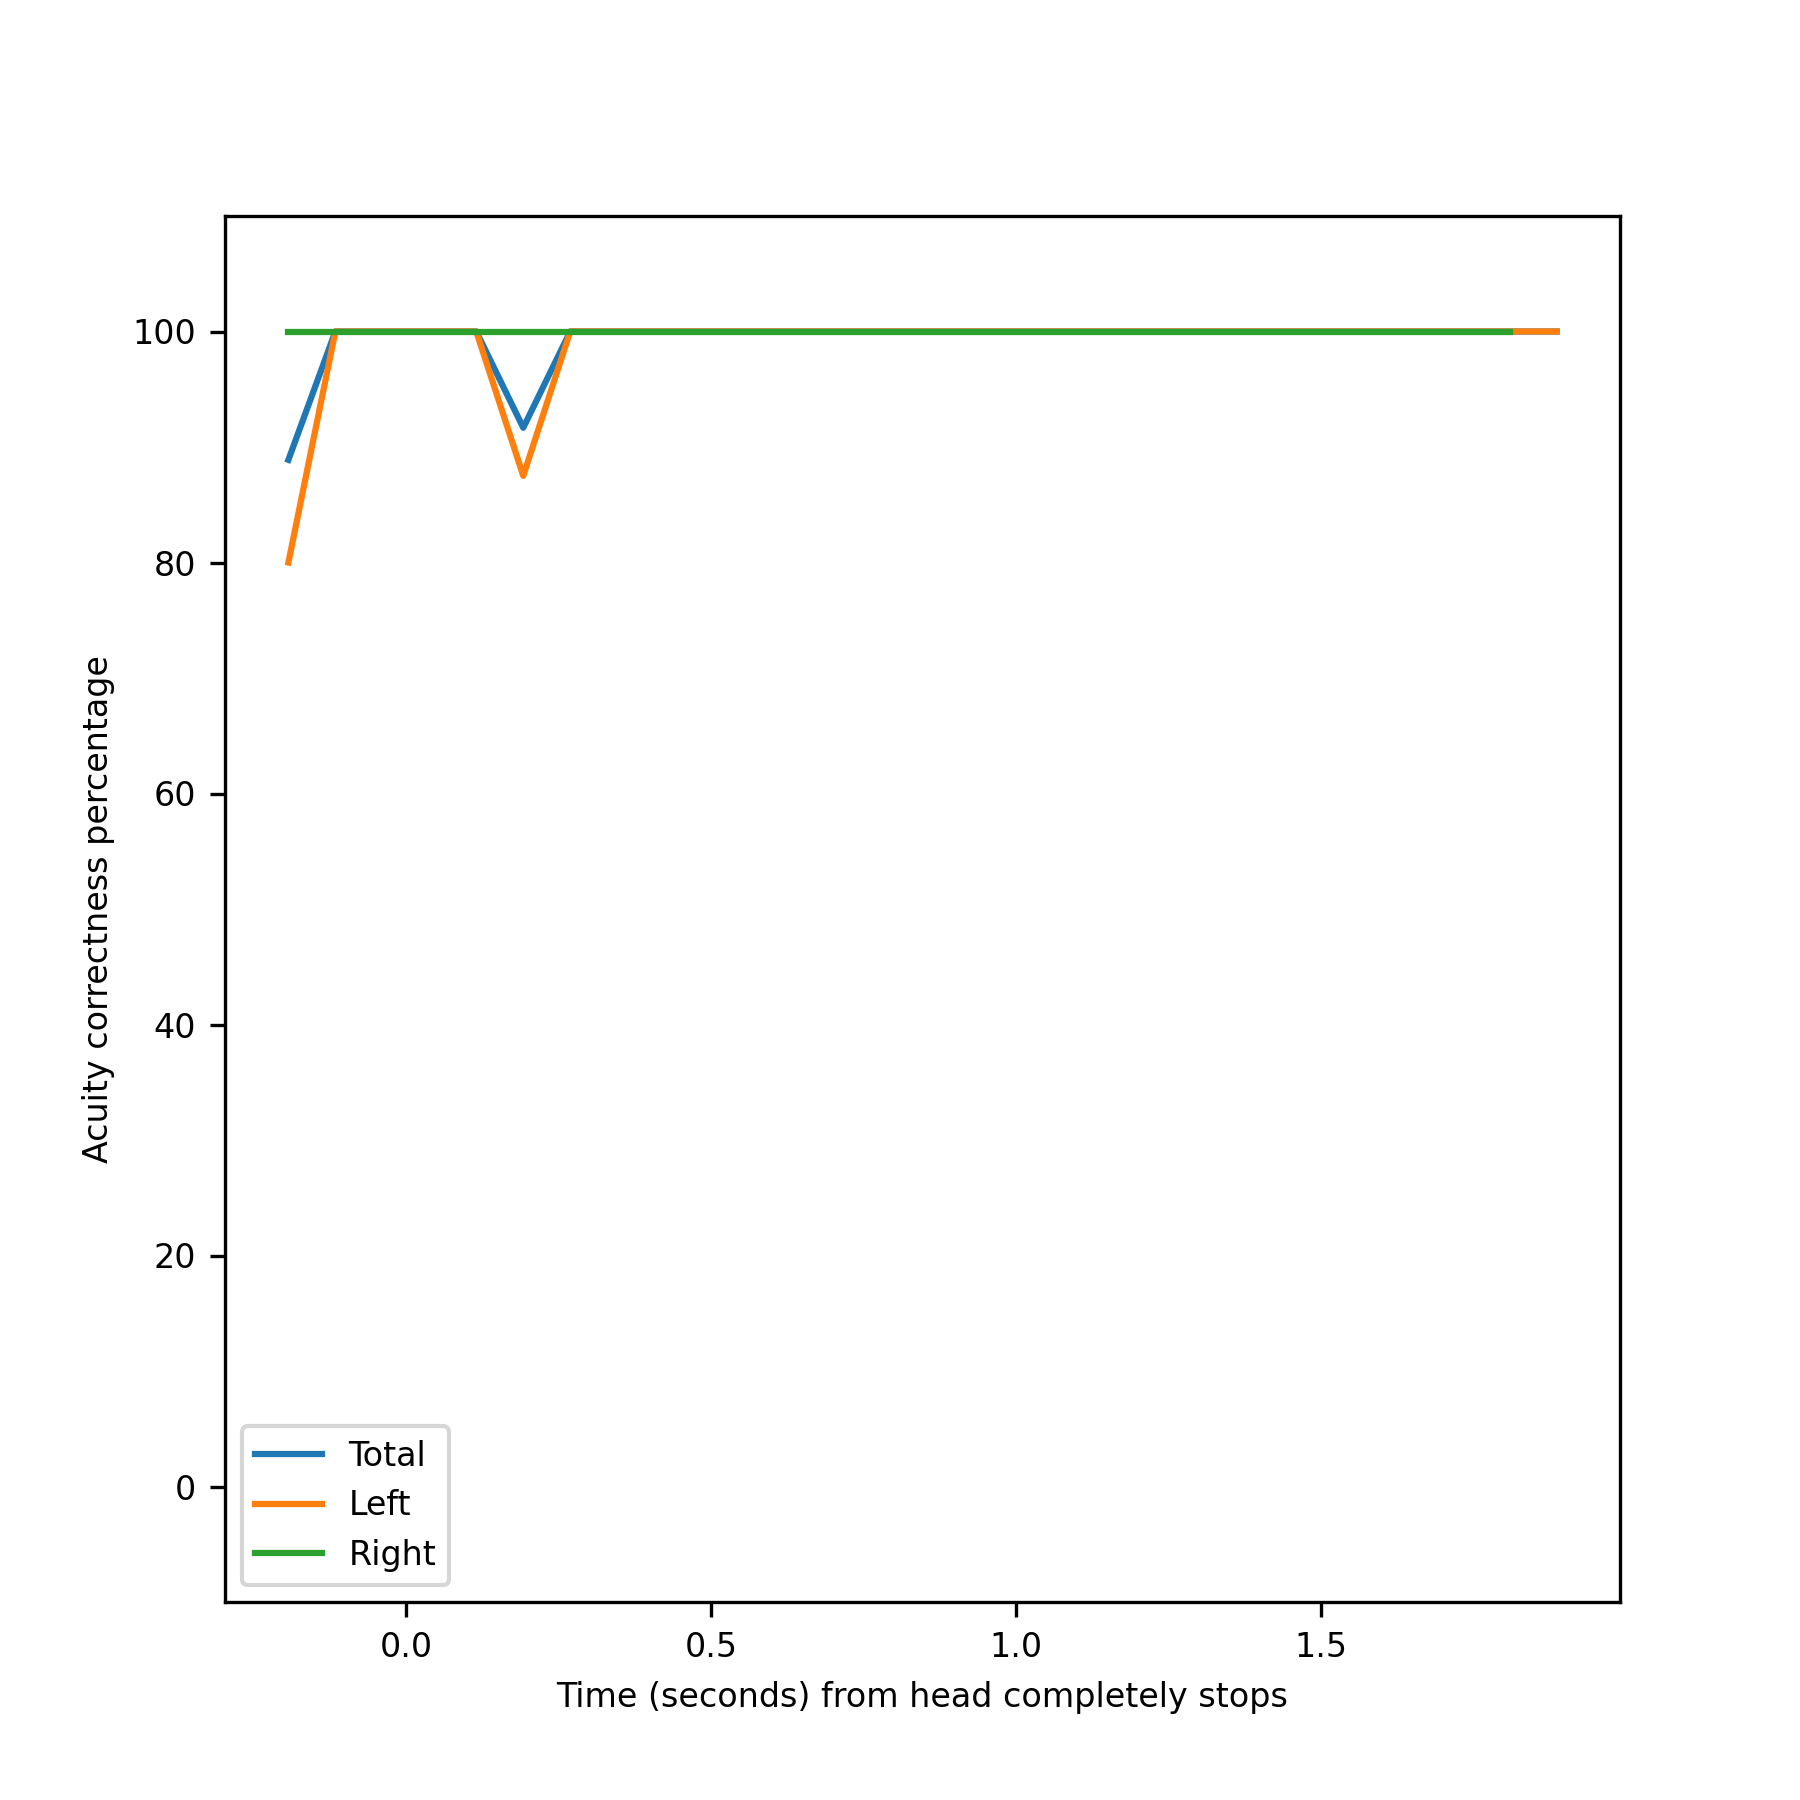 100
80
60
40
20
0
Acuity correctness percentage
Total
Left
Right
0.0 0.5 1.0 1.5
Time (seconds) from head completely stops